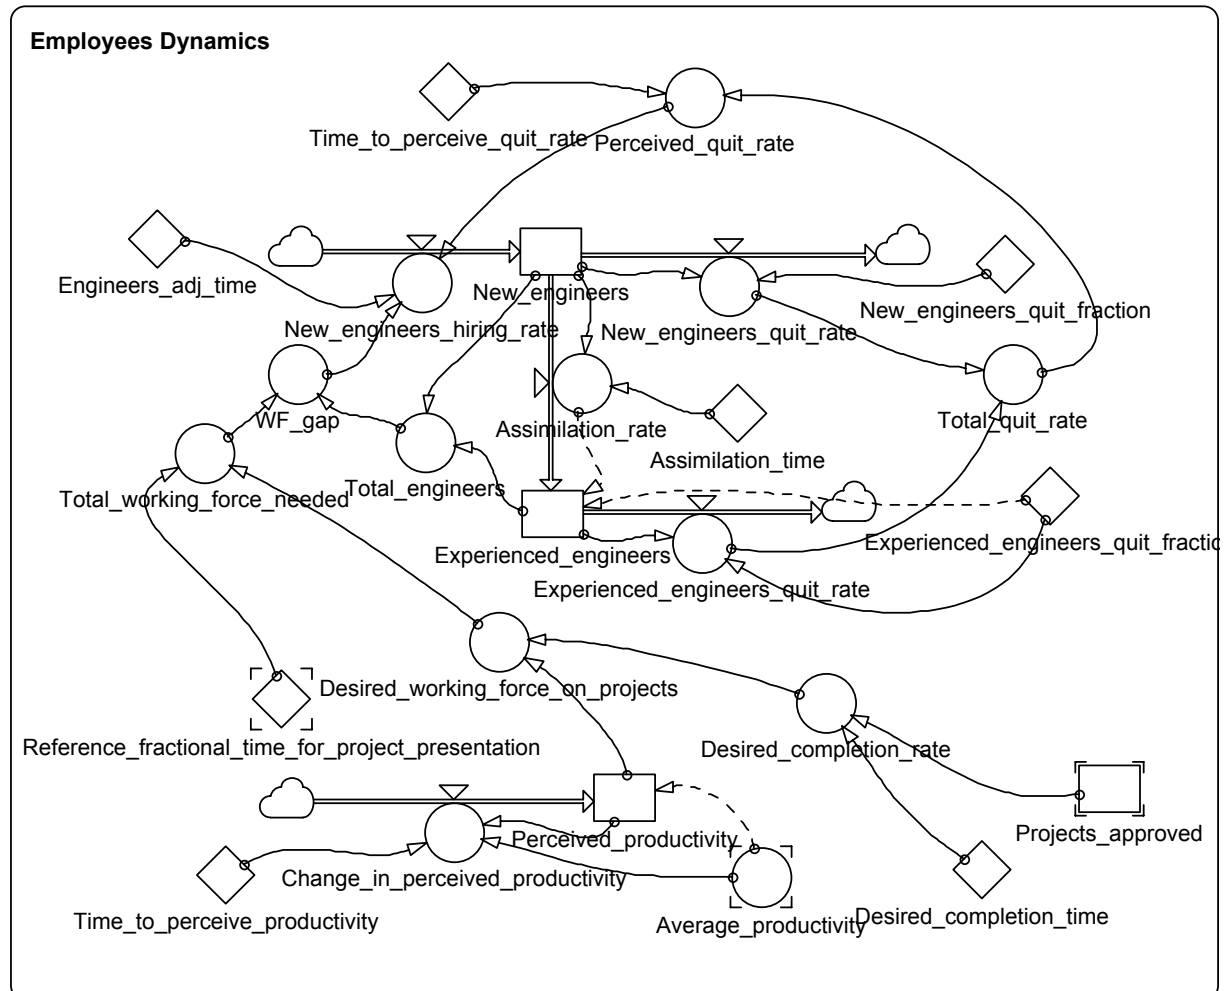 Employees Dynamics
Time_to_perceive_quit_rate
Perceived_quit_rate
Engineers_adj_time
New_engineers
New_engineers_quit_fraction
New_engineers_hiring_rate
New_engineers_quit_rate
WF_gap
Assimilation_rate
Total_quit_rate
Assimilation_time
Total_working_force_needed
Total_engineers
Experienced_engineers
Experienced_engineers_quit_fractio
Experienced_engineers_quit_rate
Desired_working_force_on_projects
Reference_fractional_time_for_project_presentation
Desired_completion_rate
Perceived_productivity
Projects_approved
Change_in_perceived_productivity
Time_to_perceive_productivity
Average_productivity
Desired_completion_time